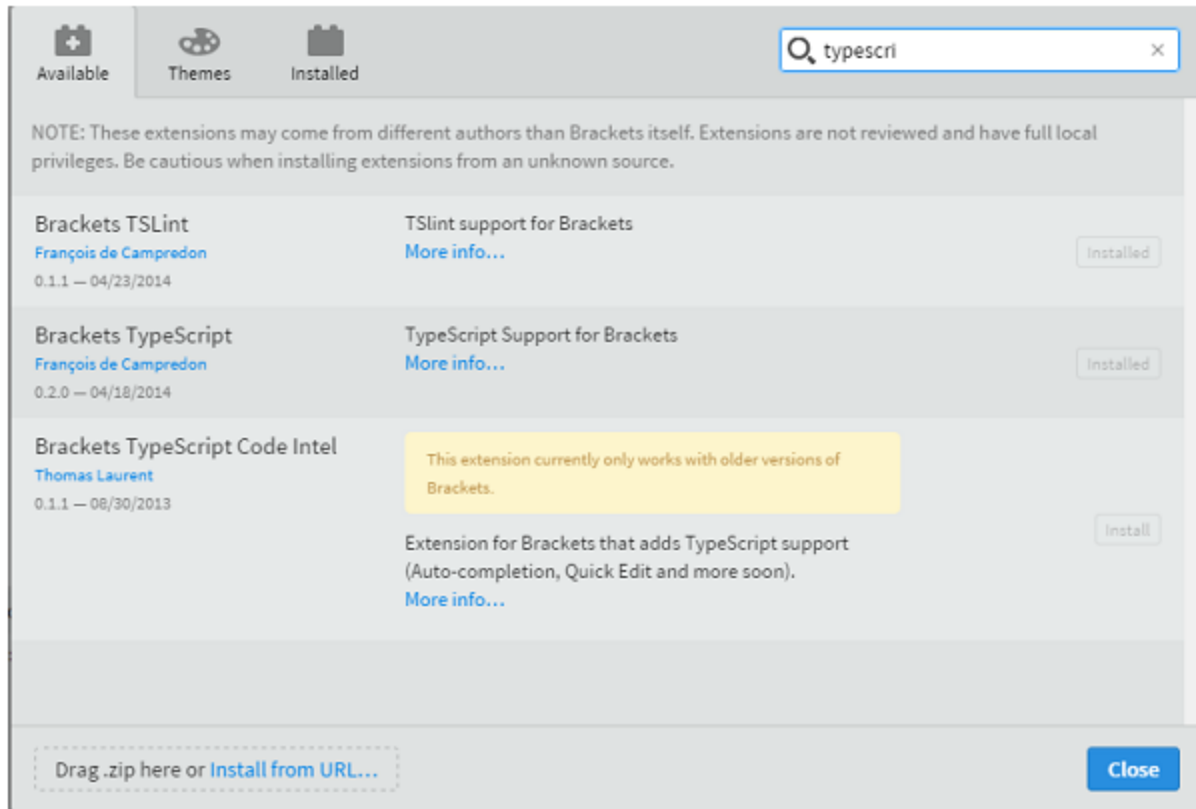 Available
Themes
Installed
typescri
NOTE: These extensions may come from different authors than Brackets itself. Extensions are not reviewed and have full local
privileges. Be cautious when installing extensions from an unknown source.
Brackets TSLint
François de Campredon
0.1.1 — 04/23/2014
TSlint support for Brackets
More info...
Installed
Brackets TypeScript
François de Campredon
0.2.0 — 04/18/2014
TypeScript Support for Brackets
More info...
Installed
Brackets TypeScript Code Intel
Thomas Laurent
0.1.1 — 08/30/2013
This extension currently only works with older versions of
Brackets.
Extension for Brackets that adds TypeScript support
(Auto-completion, Quick Edit and more soon).
More info...
Install
Drag .zip here or Install from URL...
Close